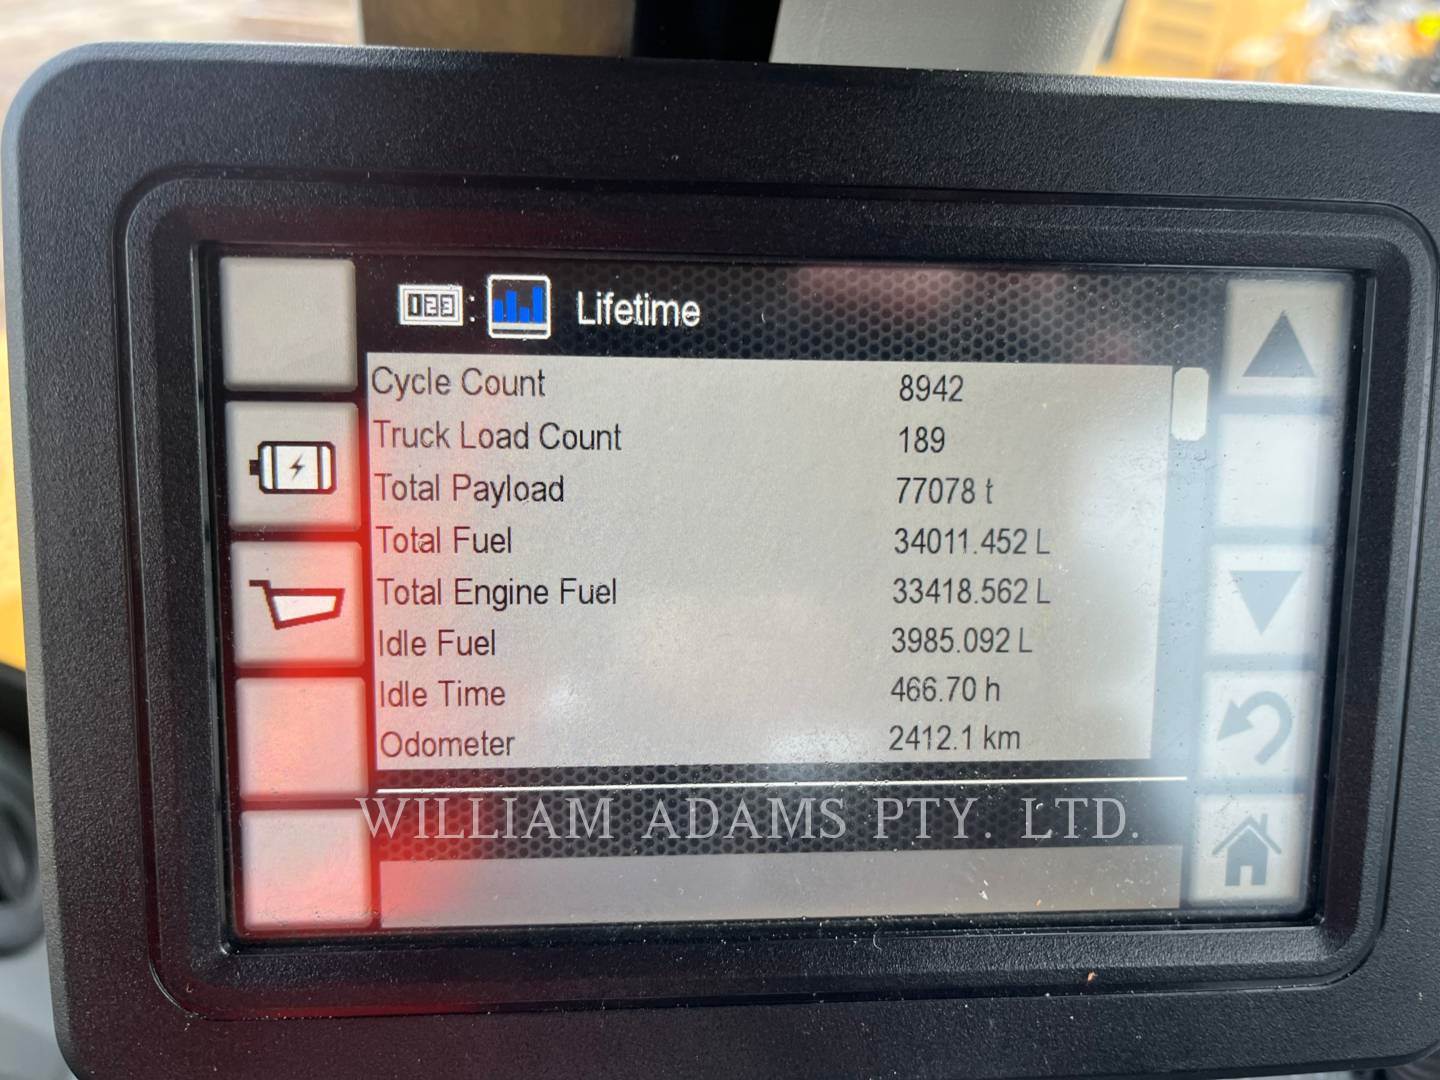 123 : Lifetime
Cycle Count 8942
Truck Load Count 189
Total Payload 77078 t
Total Fuel 34011.452 L
Total Engine Fuel 33418.562 L
Idle Fuel 3985.092 L
Idle Time 466.70 h
Odometer 2412.1 km
WILLIAM ADAMS PTY. LTD.